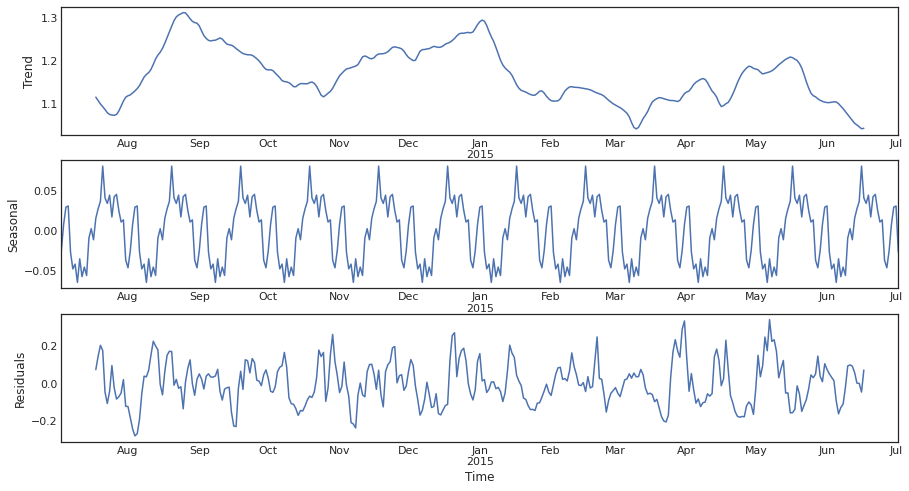 Trend
1.3
1.2
1.1
Aug Sep Oct Nov Dec Jan Feb Mar Apr May Jun Jul
2015
Seasonal
0.05
0.00
−0.05
Aug Sep Oct Nov Dec Jan Feb Mar Apr May Jun Jul
2015
Residuals
0.2
0.0
−0.2
Aug Sep Oct Nov Dec Jan Feb Mar Apr May Jun Jul
2015
Time